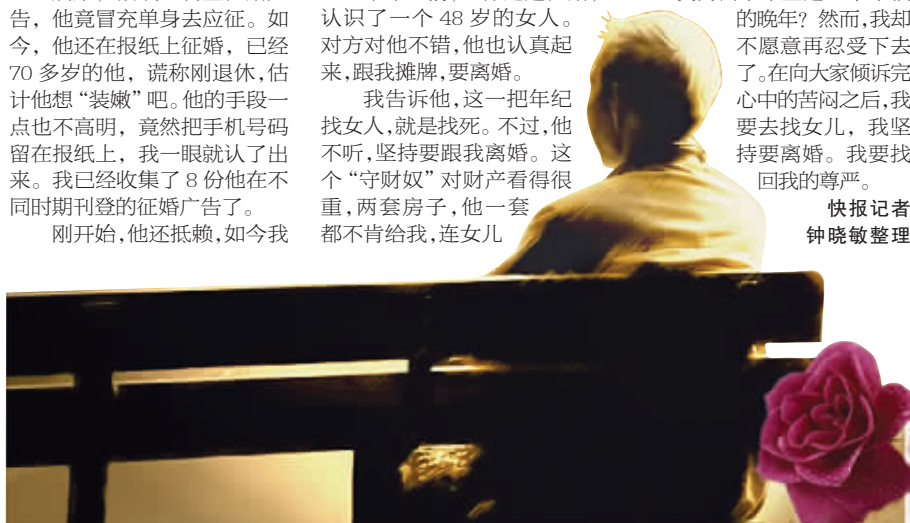 告，他竟冒充单身去应征。如
今，他还在报纸上征婚，已经
70多岁的他，谎称刚退休，估
计他想“装嫩”吧。他的手段一
点也不高明，竟然把手机号码
留在报纸上，我一眼就认了出
来。我已经收集了8份他在不
同时期刊登的征婚广告了。
刚开始，他还抵赖，如今我
认识了一个48岁的女人。
对方对他不错，他也认真起
来，跟我摊牌，要离婚。
我告诉他，这一把年纪
找女人，就是找死。不过，他
不听，坚持要跟我离婚。这
个“守财奴”对财产看得很
重，两套房子，他一套
都不肯给我，连女儿
的晚年？然而，我却
不愿意再忍受下去
了。在向大家倾诉完
心中的苦闷之后，我
要去找女儿，我坚
持要离婚。我要找
回我的尊严。
快报记者
钟晓敏整理